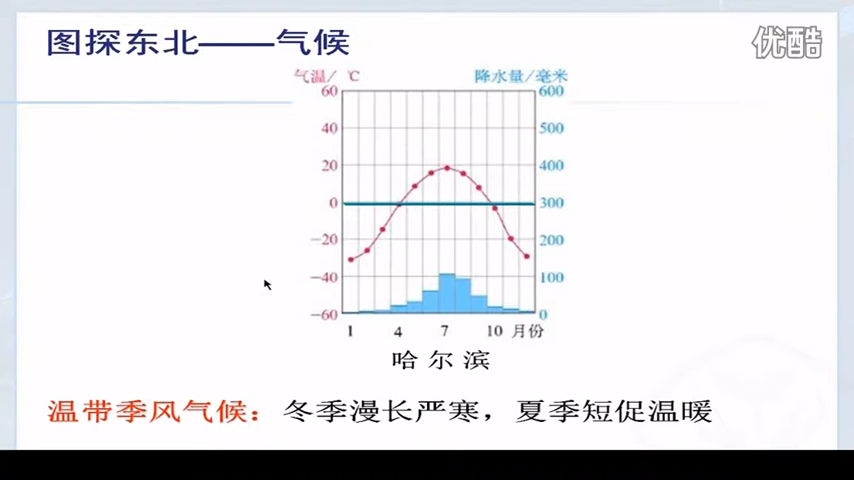 图探东北——气候
优酷
气温/ ℃ 降水量/毫米
60 600
40 500
20 400
0 300
−20 200
−40 100
−60 0
1 4 7 10 月份
哈尔滨
温带季风气候：冬季漫长严寒，夏季短促温暖